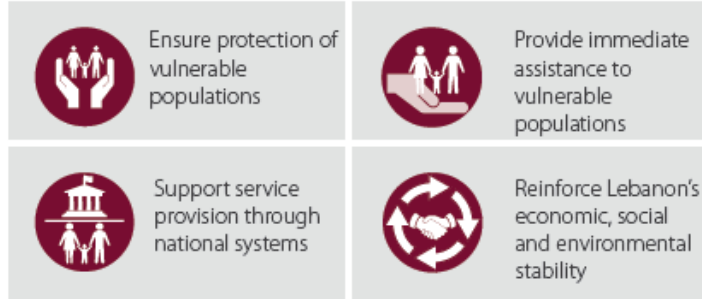 Ensure protection of
vulnerable
populations
Provide immediate
assistance to
vulnerable
populations
Support service
provision through
national systems
Reinforce Lebanon's
economic, social
and environmental
stability